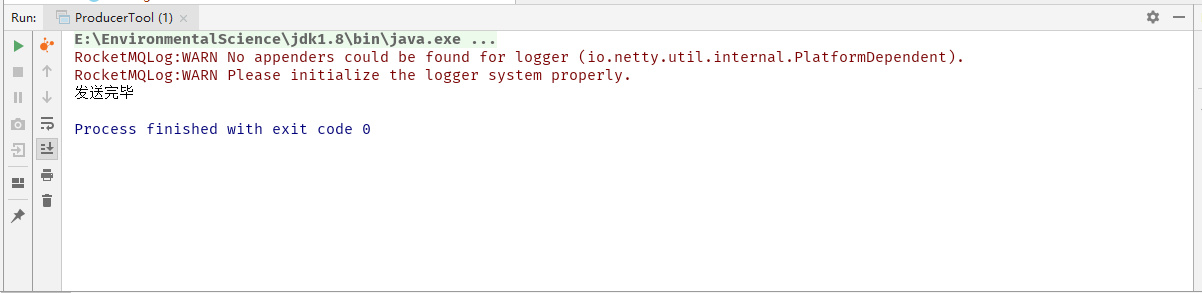 Run: ProducerTool (1)
E:\EnvironmentalScience\jdk1.8\bin\java.exe ...
RocketMQLog:WARN No appenders could be found for logger (io.netty.util.internal.PlatformDependent).
RocketMQLog:WARN Please initialize the logger system properly.
发送完毕
Process finished with exit code 0